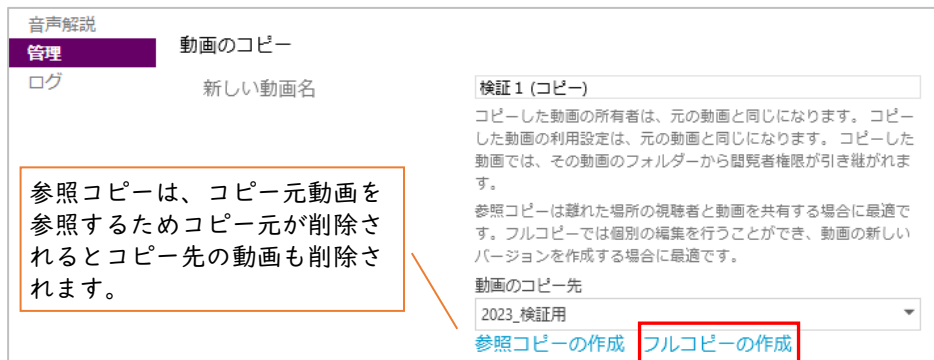 音声解説
管理
ログ
動画のコピー
新しい動画名
検証１(コピー)
コピーした動画の所有者は、元の動画と同じになります。 コピー
した動画の利用設定は、元の動画と同じになります。 コピーした
動画では、その動画のフォルダーから閲覧者権限が引き継がれま
す。
参照コピーは離れた場所の視聴者と動画を共有する場合に最適で
す。フルコピーでは個別の編集を行うことができ、動画の新しい
バージョンを作成する場合に最適です。
動画のコピー先
2023_検証用
参照コピーの作成 フルコピーの作成
参照コピーは、コピー元動画を
参照するためコピー元が削除さ
れるとコピー先の動画も削除さ
れます。